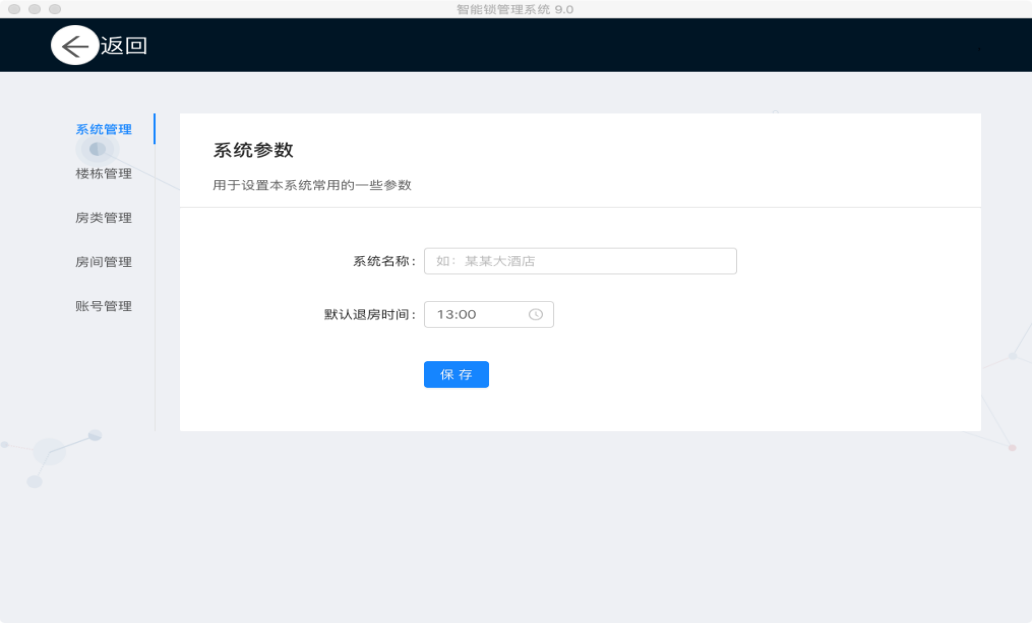 智能锁管理系统 9.0
返回
系统管理
楼栋管理
房类管理
房间管理
账号管理
系统参数
用于设置本系统常用的一些参数
系统名称： 如：某某大酒店
默认退房时间： 13:00
保 存